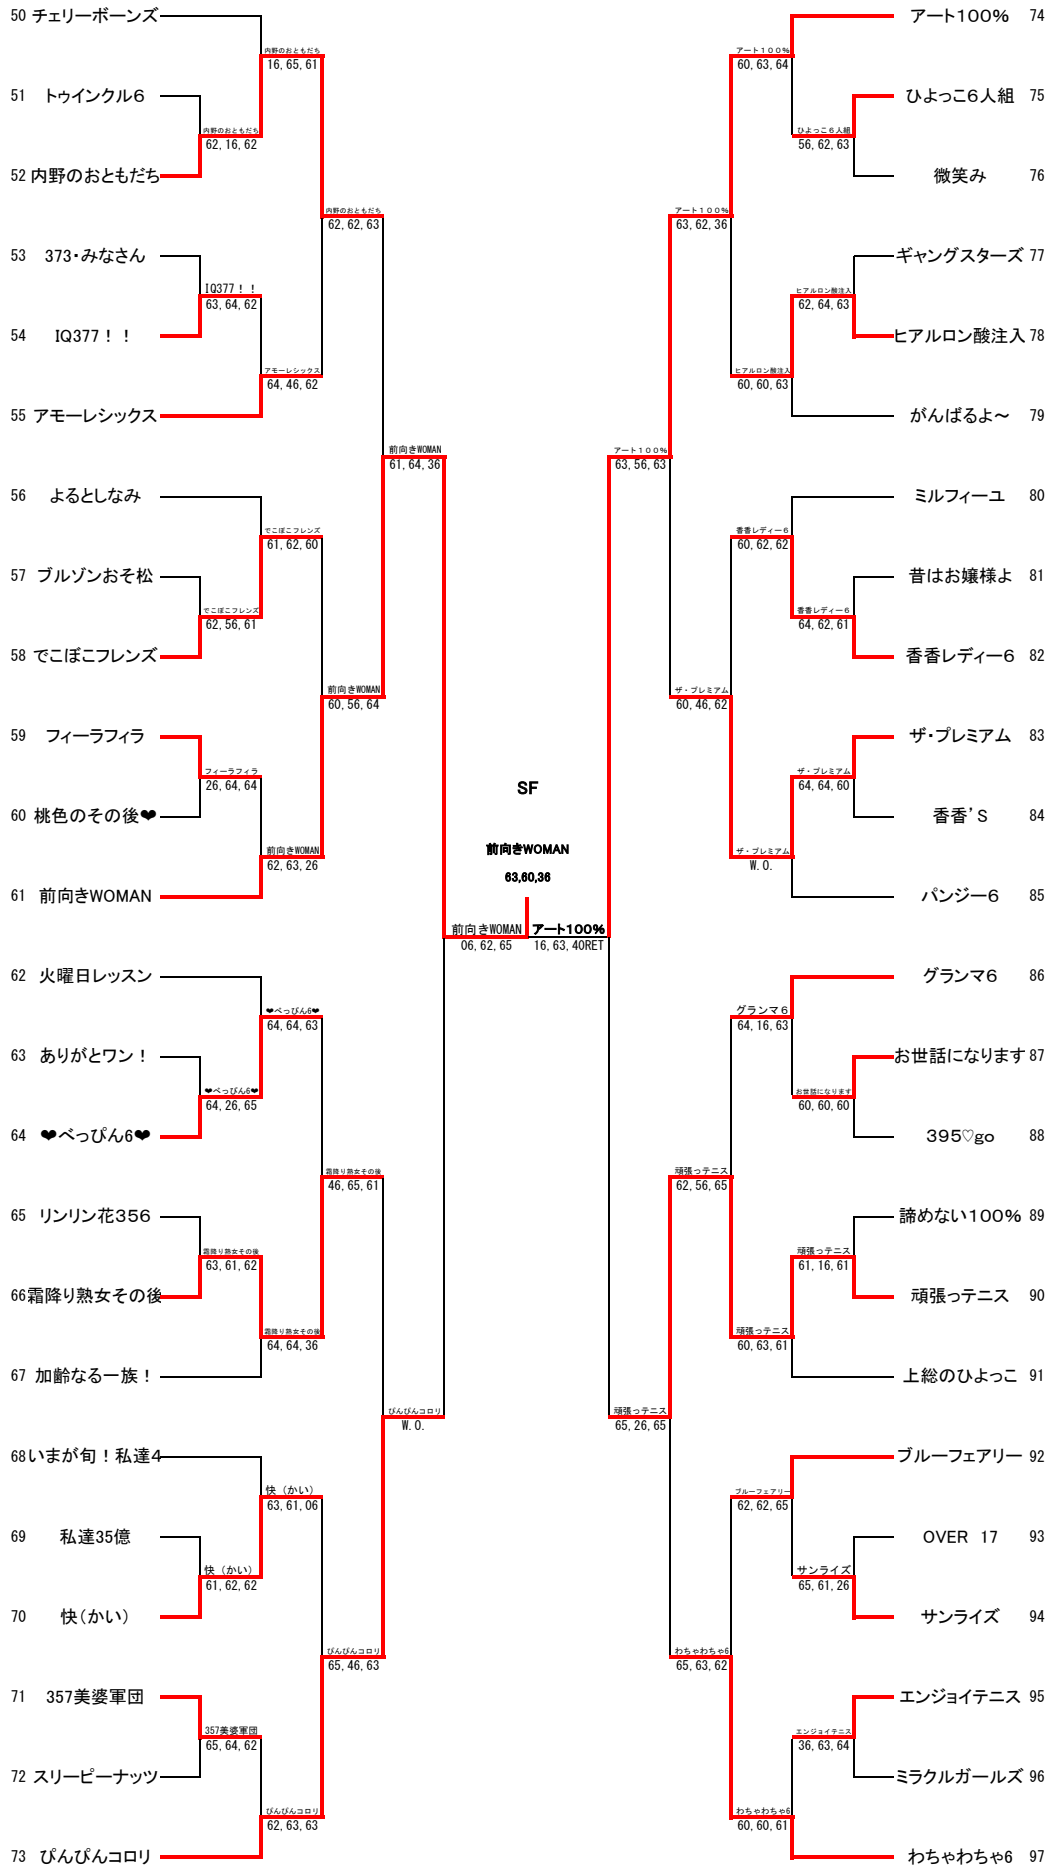 50 チェリーボーンズ
内野のおともだち
16,65,61
51 トゥインクル6
内野のおともだち
62,16,62
52 内野のおともだち
内野のおともだち
62,62,63
53 373・みなさん
IQ377！！
63,64,62
54 IQ377！！
アモーレシックス
64,46,62
55 アモーレシックス
前向きWOMAN
61,64,36
56 よるとしなみ
でこぼこフレンズ
61,62,60
57 ブルゾンおそ松
でこぼこフレンズ
62,56,61
58 でこぼこフレンズ
前向きWOMAN
60,56,64
59 フィーラフィラ
フィーラフィラ
26,64,64
60 桃色のその後❤
前向きWOMAN
62,63,26
61 前向きWOMAN
SF
前向きWOMAN
63,60,36
前向きWOMAN
06,62,65
アート100%
16,63,40RET
62 火曜日レッスン
❤べっぴん6❤
64,64,63
63 ありがとワン！
❤べっぴん6❤
64,26,65
64 ❤べっぴん6❤
霜降り熟女その後
46,65,61
65 リンリン花356
霜降り熟女その後
63,61,62
66 霜降り熟女その後
霜降り熟女その後
64,64,36
67 加齢なる一族！
ぴんぴんコロリ
W.O.
68 いまが旬！私達4
快（かい）
63,61,06
69 私達35億
快（かい）
61,62,62
70 快（かい）
ぴんぴんコロリ
65,46,63
71 357美婆軍団
357美婆軍団
65,64,62
72 スリーピーナッツ
ぴんぴんコロリ
62,63,63
73 ぴんぴんコロリ
アート100% 74
アート100%
60,63,64
ひよっこ6人組 75
ひよっこ６人組
56,62,63
微笑み 76
アート100%
63,62,36
ギャングスターズ 77
ヒアルロン酸注入
62,64,63
ヒアルロン酸注入 78
ヒアルロン酸注入
60,60,63
がんばるよ～ 79
アート100%
63,56,63
ミルフィーユ 80
香香レディー6
60,62,62
昔はお嬢様よ 81
香香レディー6
64,62,61
香香レディー6 82
ザ・プレミアム
60,46,62
ザ・プレミアム 83
ザ・プレミアム
64,64,60
香香’S 84
ザ・プレミアム
W.O.
パンジー6 85
グランマ6 86
グランマ6
64,16,63
お世話になります 87
お世話になります
60,60,60
395♡go 88
頑張っテニス
62,56,65
諦めない100% 89
頑張っテニス
61,16,61
頑張っテニス 90
頑張っテニス
60,63,61
上総のひよっこ 91
頑張っテニス
65,26,65
ブルーフェアリー 92
ブルーフェアリー
62,62,65
OVER 17 93
サンライズ
65,61,26
サンライズ 94
わちゃわちゃ6
65,63,62
エンジョイテニス 95
エンジョイテニス
36,63,64
ミラクルガールズ 96
わちゃわちゃ6
60,60,61
わちゃわちゃ6 97